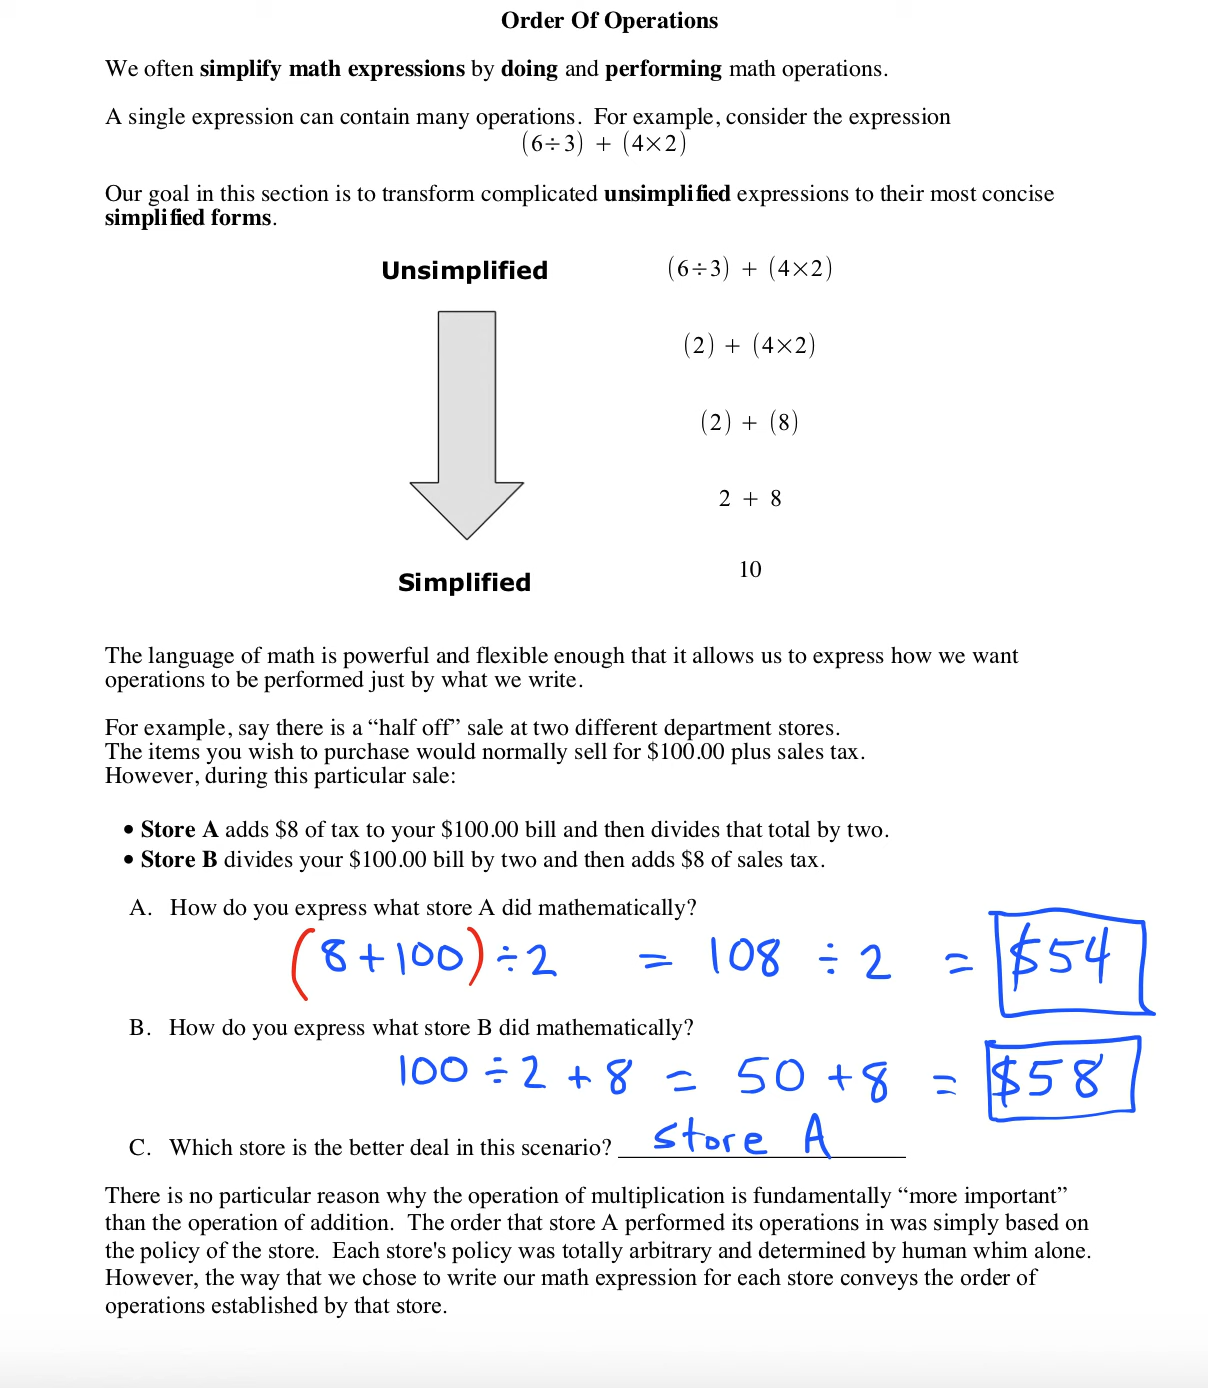 Order Of Operations
We often simplify math expressions by doing and performing math operations.
A single expression can contain many operations. For example, consider the expression
(6÷3) + (4×2)
Our goal in this section is to transform complicated unsimplified expressions to their most concise
simplified forms.
Unsimplified
(6÷3) + (4×2)
(2) + (4×2)
(2) + (8)
2 + 8
10
Simplified
The language of math is powerful and flexible enough that it allows us to express how we want
operations to be performed just by what we write.
For example, say there is a “half off” sale at two different department stores.
The items you wish to purchase would normally sell for $100.00 plus sales tax.
However, during this particular sale:
• Store A adds $8 of tax to your $100.00 bill and then divides that total by two.
• Store B divides your $100.00 bill by two and then adds $8 of sales tax.
A. How do you express what store A did mathematically?
(8+100)÷2 = 108 ÷ 2 = $54
B. How do you express what store B did mathematically?
100 ÷ 2 + 8 = 50 + 8 = $58
C. Which store is the better deal in this scenario? store A
There is no particular reason why the operation of multiplication is fundamentally “more important”
than the operation of addition. The order that store A performed its operations in was simply based on
the policy of the store. Each store's policy was totally arbitrary and determined by human whim alone.
However, the way that we chose to write our math expression for each store conveys the order of
operations established by that store.